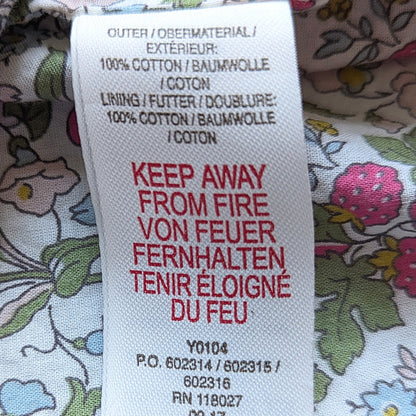 OUTER / OBERMATERIAL /
EXTÉRIEUR:
100% COTTON / BAUMWOLLE
/ COTON
LINING / FUTTER / DOUBLURE:
100% COTTON / BAUMWOLLE
/ COTON
KEEP AWAY
FROM FIRE
VON FEUER
FERNHALTEN
TENIR ÉLOIGNÉ
DU FEU
Y0104
P.O. 602314 / 602315 /
602316
RN 118027